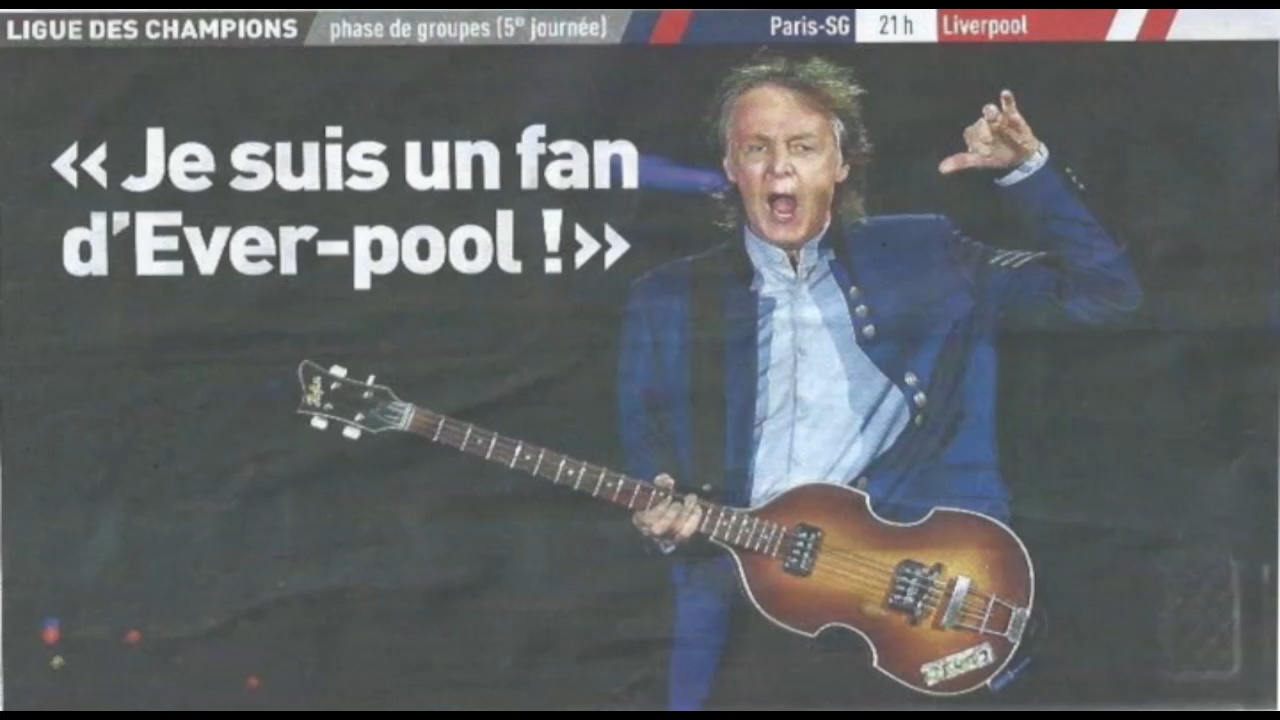 LIGUE DES CHAMPIONS phase de groupes (5e journée) Paris-SG 21 h Liverpool
« Je suis un fan
d'Ever-pool !»